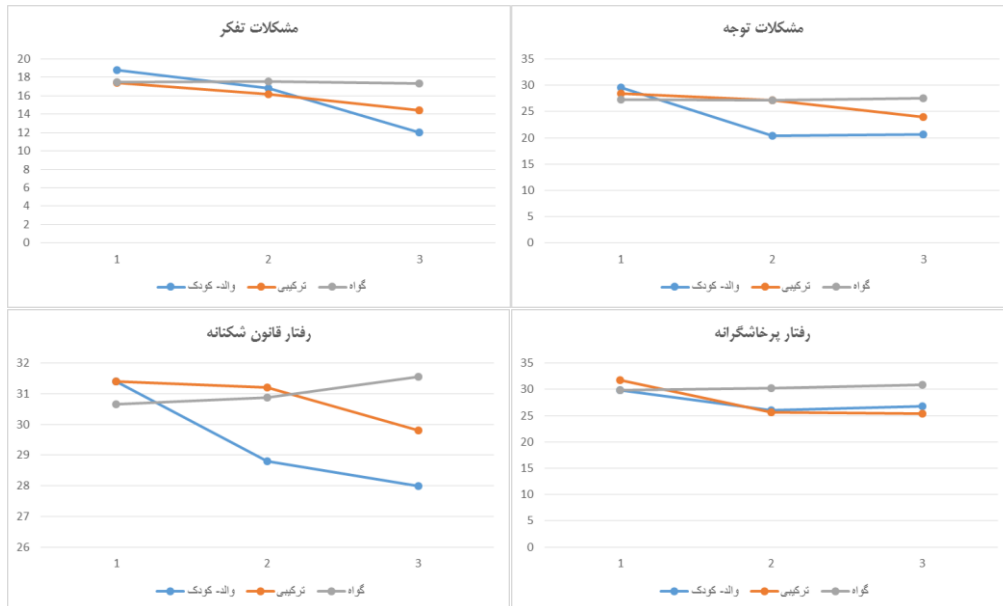 مشکلات تفکر
20
18
16
14
12
10
8
6
4
2
0
1 2 3
والد- کودک ترکیبی گواه
مشکلات توجه
35
30
25
20
15
10
5
0
1 2 3
والد- کودک ترکیبی گواه
رفتار قانون شکنانه
32
31
30
29
28
27
26
1 2 3
والد- کودک ترکیبی گواه
رفتار پرخاشگرانه
35
30
25
20
15
10
5
0
1 2 3
والد- کودک ترکیبی گواه